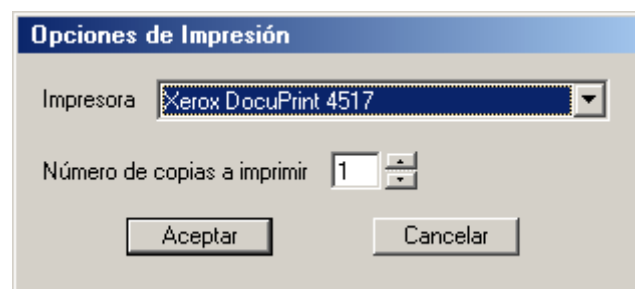 Opciones de Impresión
Impresora Xerox DocuPrint 4517
Número de copias a imprimir 1
Aceptar Cancelar